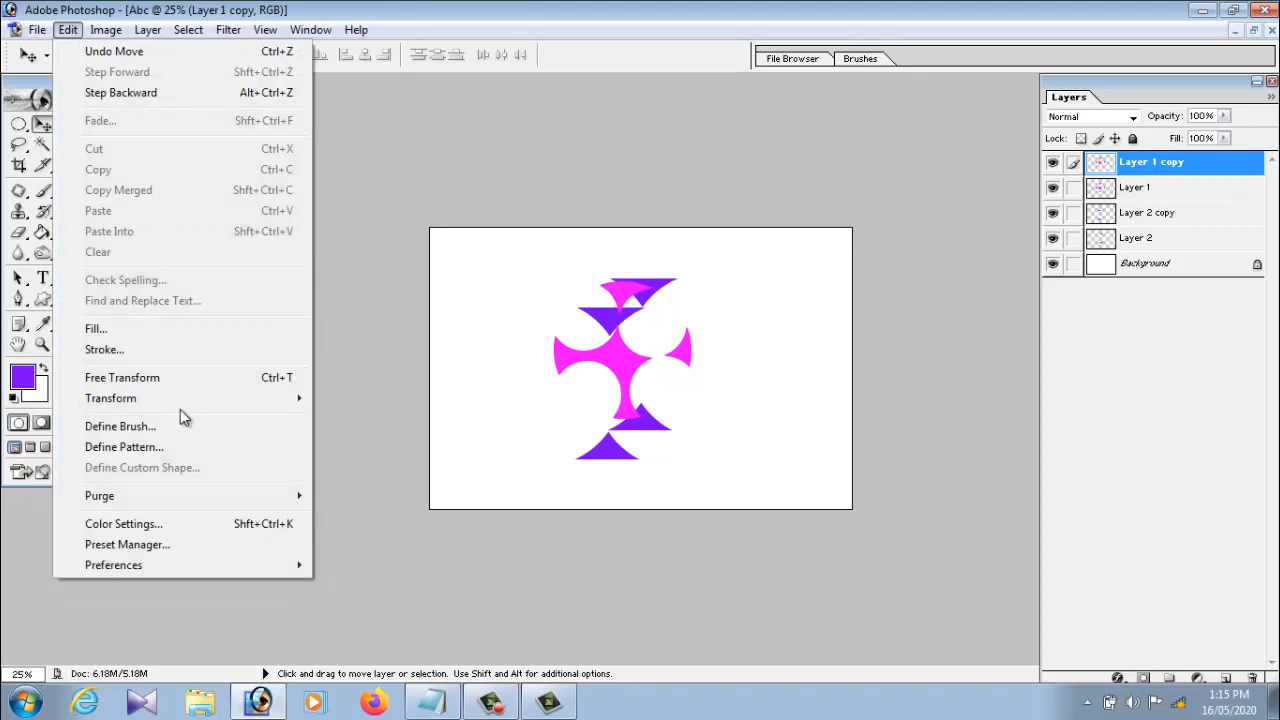 Adobe Photoshop - [Abc @ 25% (Layer 1 copy, RGB)]
File Edit Image Layer Select Filter View Window Help
Undo Move Ctrl+Z
Step Forward Shft+Ctrl+Z
Step Backward Alt+Ctrl+Z
Fade... Shft+Ctrl+F
Cut Ctrl+X
Copy Ctrl+C
Copy Merged Shft+Ctrl+C
Paste Ctrl+V
Paste Into Shft+Ctrl+V
Clear
Check Spelling...
Find and Replace Text...
Fill...
Stroke...
Free Transform Ctrl+T
Transform
Define Brush...
Define Pattern...
Define Custom Shape...
Purge
Color Settings... Shft+Ctrl+K
Preset Manager...
Preferences
File Browser Brushes
Layers
Normal Opacity: 100%
Lock: Fill: 100%
Layer 1 copy
Layer 1
Layer 2 copy
Layer 2
Background
25% Doc: 6.18M/5.18M Click and drag to move layer or selection. Use Shift and Alt for additional options.
1:15 PM
16/05/2020